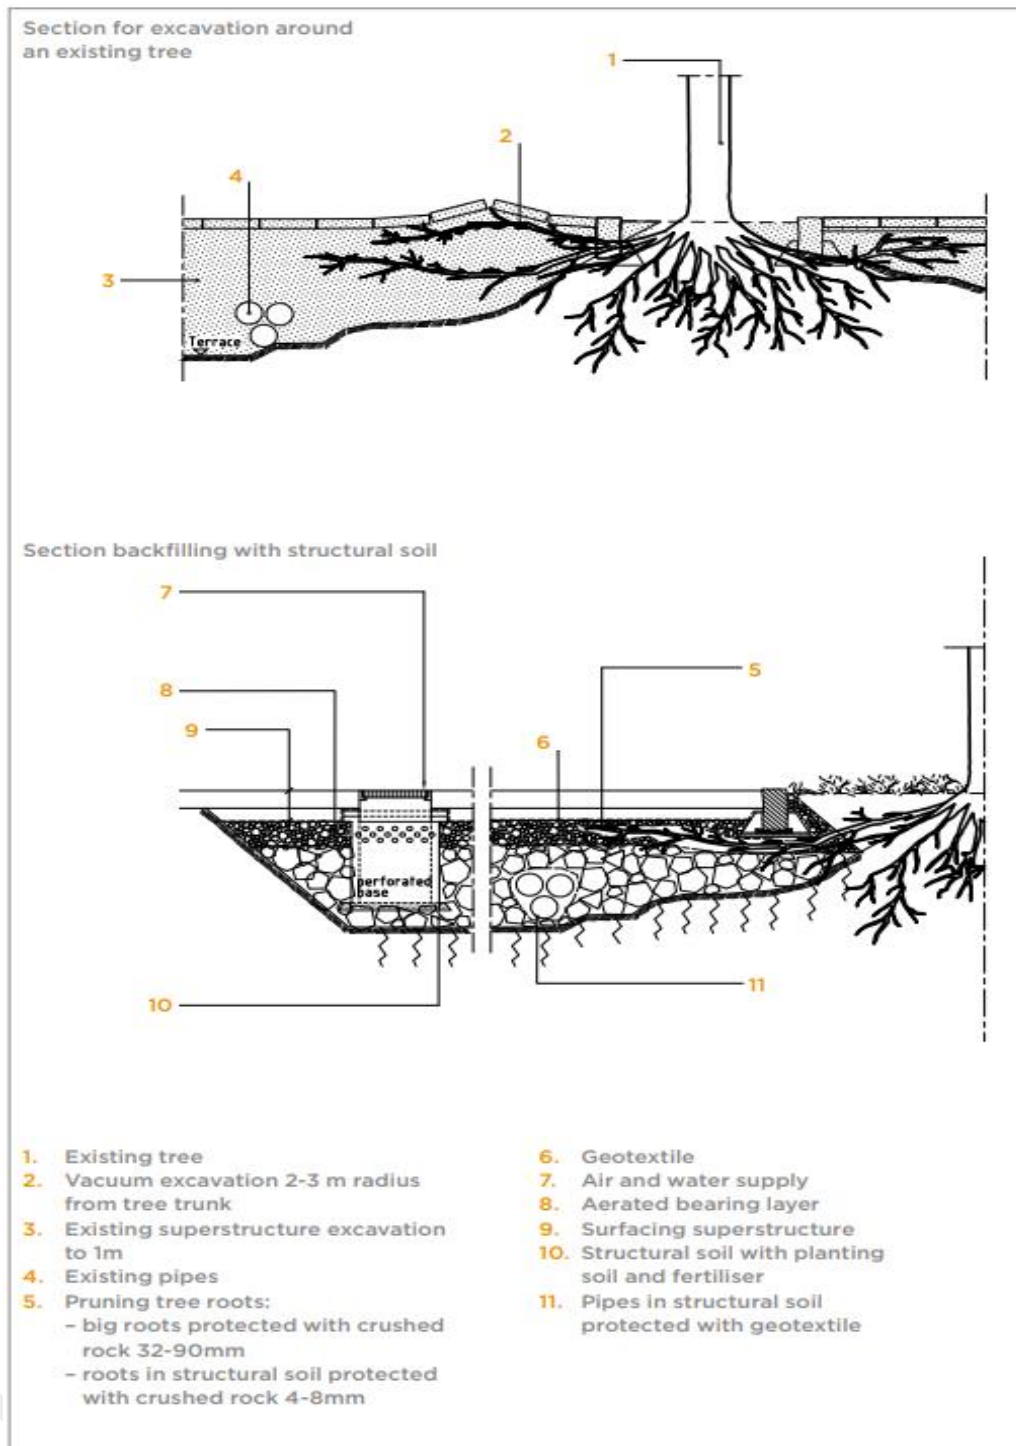 Section for excavation around
an existing tree
1
2
4
3
Terrace
Section backfilling with structural soil
7
5
8
9
6
perforated
base
10
11
1. Existing tree
2. Vacuum excavation 2-3 m radius
from tree trunk
3. Existing superstructure excavation
to 1m
4. Existing pipes
5. Pruning tree roots:
– big roots protected with crushed
rock 32-90mm
– roots in structural soil protected
with crushed rock 4-8mm
6. Geotextile
7. Air and water supply
8. Aerated bearing layer
9. Surfacing superstructure
10. Structural soil with planting
soil and fertiliser
11. Pipes in structural soil
protected with geotextile